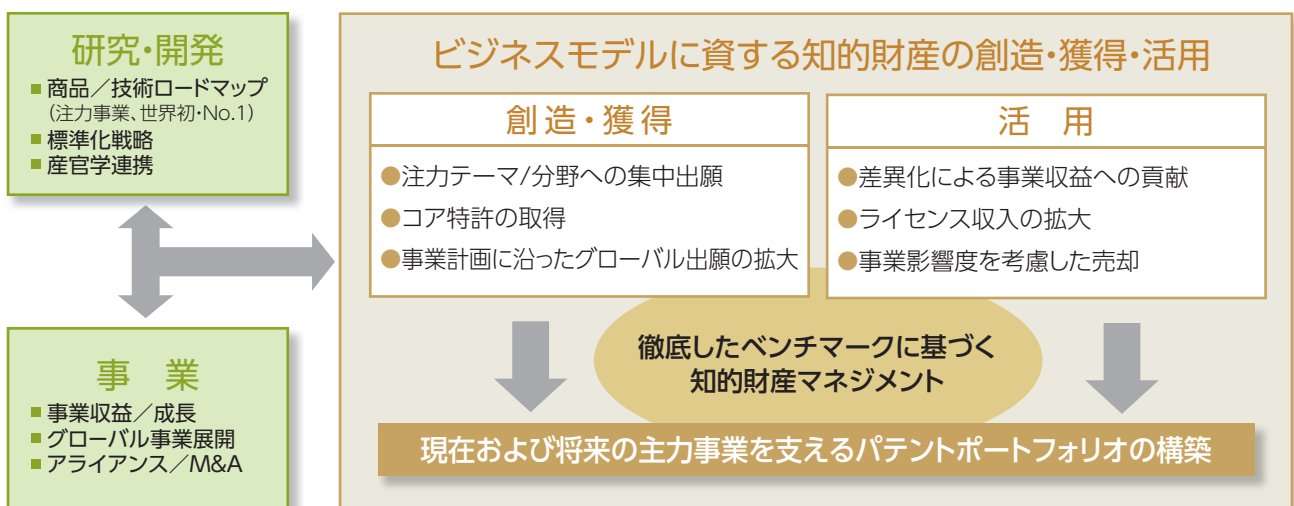 研究・開発
■商品／技術ロードマップ
（注力事業、世界初・No.1）
■標準化戦略
■産官学連携
事　業
■事業収益／成長
■グローバル事業展開
■アライアンス／M&A
ビジネスモデルに資する知的財産の創造・獲得・活用
創造・獲得
●注力テーマ/分野への集中出願
●コア特許の取得
●事業計画に沿ったグローバル出願の拡大
活　用
●差異化による事業収益への貢献
●ライセンス収入の拡大
●事業影響度を考慮した売却
徹底したベンチマークに基づく
知的財産マネジメント
現在および将来の主力事業を支えるパテントポートフォリオの構築